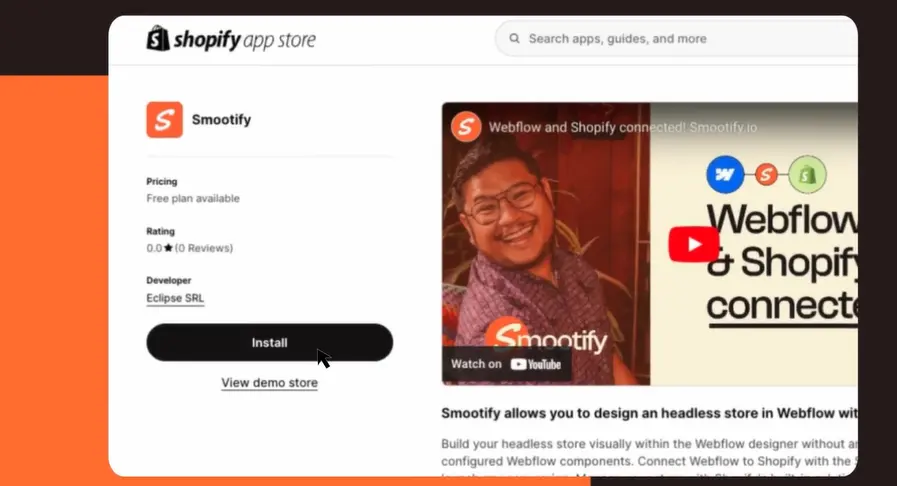 shopify app store
Search apps, guides, and more
Smootify
Pricing
Free plan available
Rating
0.0★(0 Reviews)
Developer
Eclipse SRL
Install
View demo store
Webflow and Shopify connected! Smootify.io
Webflow
& Shopify
connecte
Smootify
Watch on YouTube
Smootify allows you to design an headless store in Webflow wit
Build your headless store visually within the Webflow designer without
configured Webflow components. Connect Webflow to Shopify with the